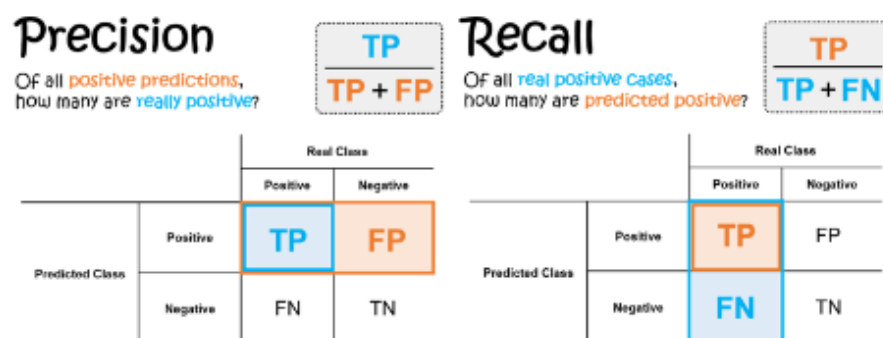 Precision
Of all positive predictions,
how many are really positive?
TP
TP + FP
Real Class
Positive Negative
Predicted Class
Positive TP FP
Negative FN TN
Recall
Of all real positive cases,
how many are predicted positive?
TP
TP + FN
Real Class
Positive Negative
Predicted Class
Positive TP FP
Negative FN TN